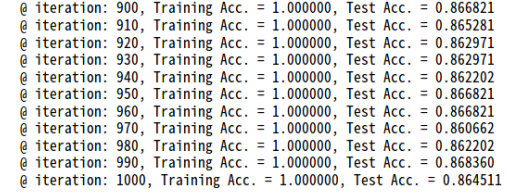 @ iteration: 900, Training Acc. = 1.000000, Test Acc. = 0.866821
@ iteration: 910, Training Acc. = 1.000000, Test Acc. = 0.865281
@ iteration: 920, Training Acc. = 1.000000, Test Acc. = 0.862971
@ iteration: 930, Training Acc. = 1.000000, Test Acc. = 0.862971
@ iteration: 940, Training Acc. = 1.000000, Test Acc. = 0.862202
@ iteration: 950, Training Acc. = 1.000000, Test Acc. = 0.866821
@ iteration: 960, Training Acc. = 1.000000, Test Acc. = 0.866821
@ iteration: 970, Training Acc. = 1.000000, Test Acc. = 0.860662
@ iteration: 980, Training Acc. = 1.000000, Test Acc. = 0.862202
@ iteration: 990, Training Acc. = 1.000000, Test Acc. = 0.868360
@ iteration: 1000, Training Acc. = 1.000000, Test Acc. = 0.864511